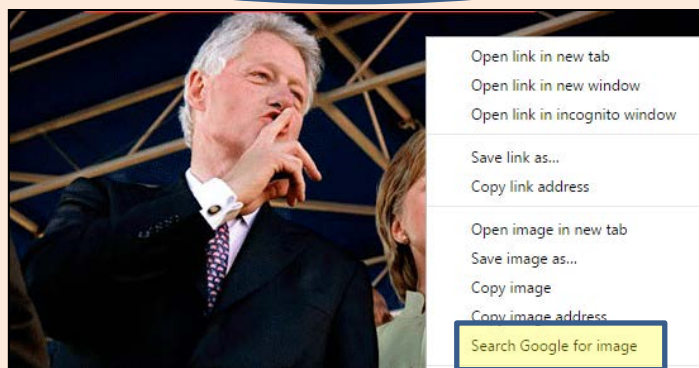 Open link in new tab
Open link in new window
Open link in incognito window
Save link as...
Copy link address
Open image in new tab
Save image as...
Copy image
Copy image address
Search Google for image